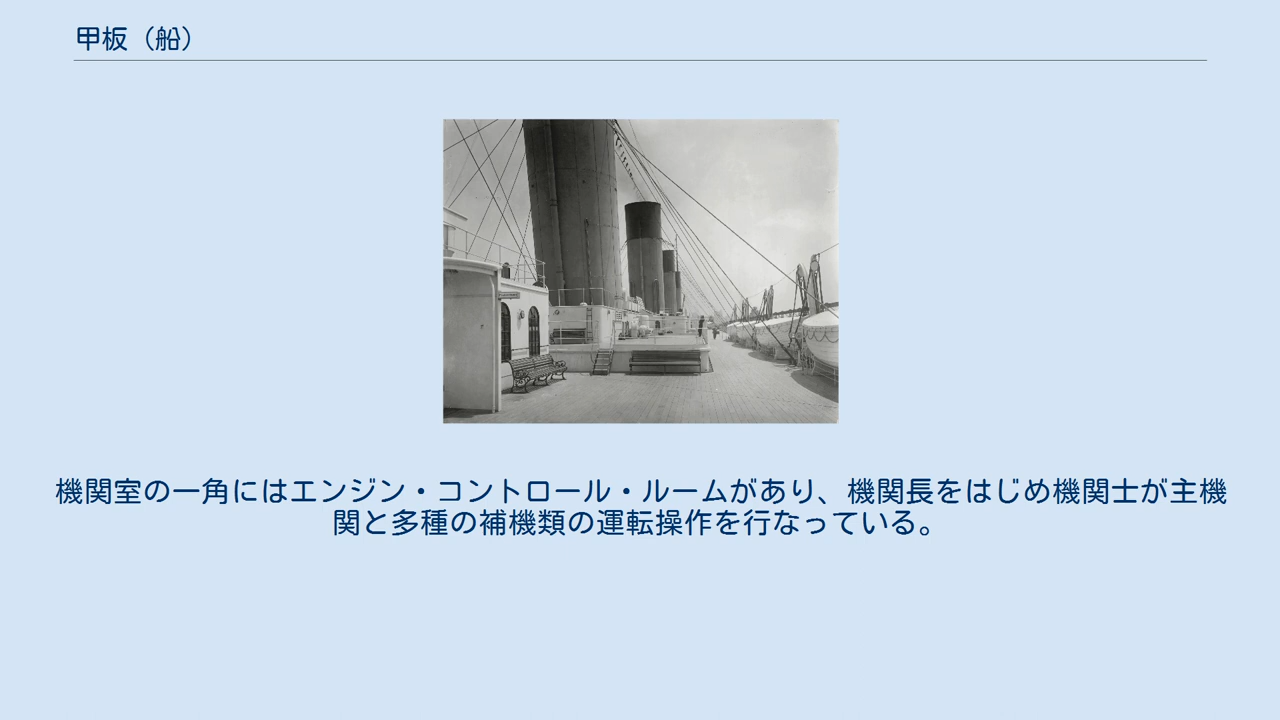 甲板（船）
機関室の一角にはエンジン・コントロール・ルームがあり、機関長をはじめ機関士が主機
関と多種の補機類の運転操作を行なっている。